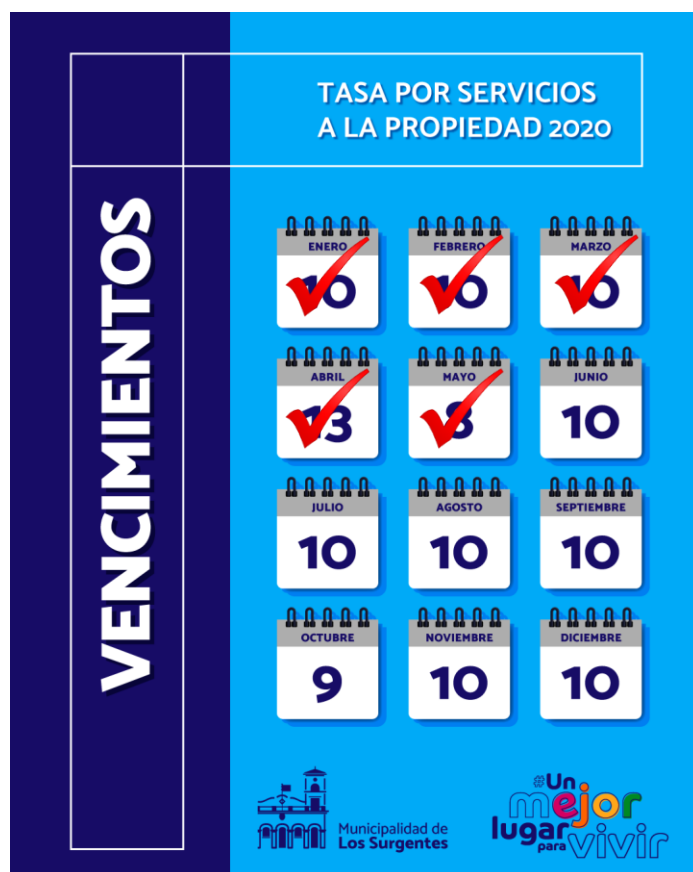 TASA POR SERVICIOS
A LA PROPIEDAD 2020
VENCIMIENTOS
ENERO
10
FEBRERO
10
MARZO
10
ABRIL
13
MAYO
8
JUNIO
10
JULIO
10
AGOSTO
10
SEPTIEMBRE
10
OCTUBRE
9
NOVIEMBRE
10
DICIEMBRE
10
Municipalidad de
Los Surgentes
#Un
mejor
lugar
para vivir